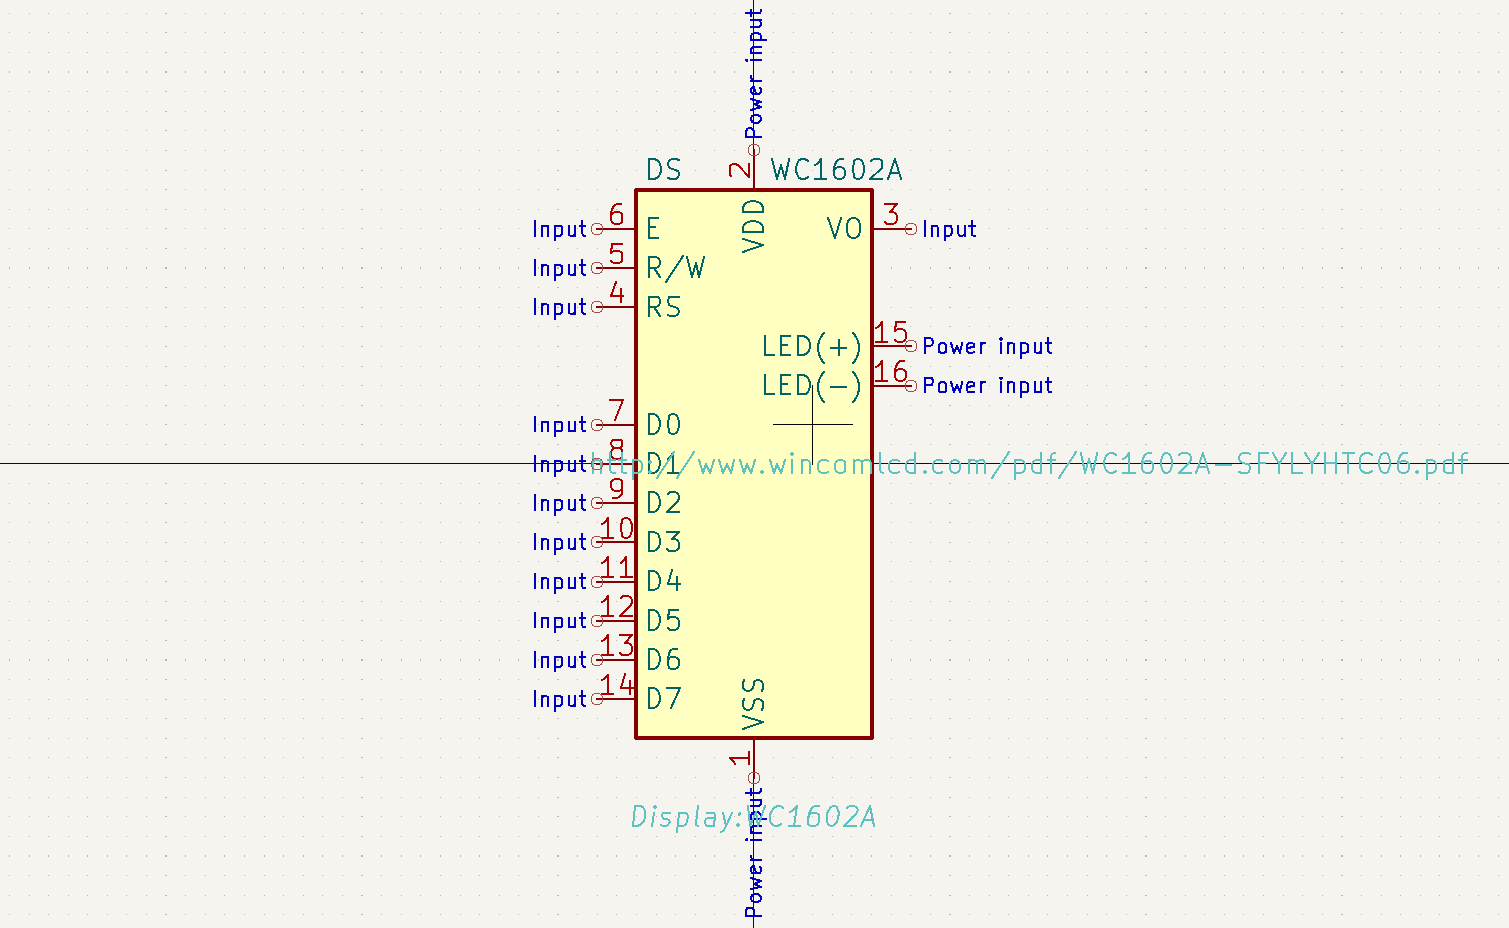 Power input
2
DS WC1602A
VDD
Input 6 E
VO 3 Input
Input 5 R/W
Input 4 RS
LED(+) 15 Power input
LED(-) 16 Power input
Input 7 D0
Input 8 D1
http://www.wincomlcd.com/pdf/WC1602A-SFYLYHTC06.pdf
Input 9 D2
Input 10 D3
Input 11 D4
Input 12 D5
Input 13 D6
Input 14 D7
VSS
1
Display:WC1602A
Power input